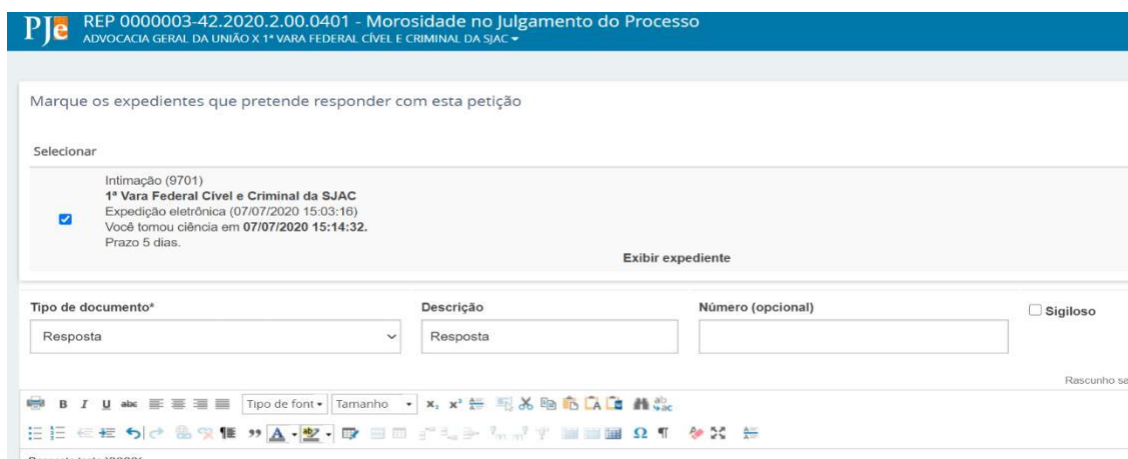 PJe REP 0000003-42.2020.2.00.0401 - Morosidade no Julgamento do Processo
ADVOCACIA GERAL DA UNIÃO X 1ª VARA FEDERAL CÍVEL E CRIMINAL DA SJAC
Marque os expedientes que pretende responder com esta petição
Selecionar
Intimação (9701)
1ª Vara Federal Cível e Criminal da SJAC
Expedição eletrônica (07/07/2020 15:03:16)
Você tomou ciência em 07/07/2020 15:14:32.
Prazo 5 dias.
Exibir expediente
Tipo de documento* Descrição Número (opcional) Sigiloso
Resposta Resposta
Rascunho
B I U abc Tipo de font Tamanho x₂ x²
A ab Ω ¶